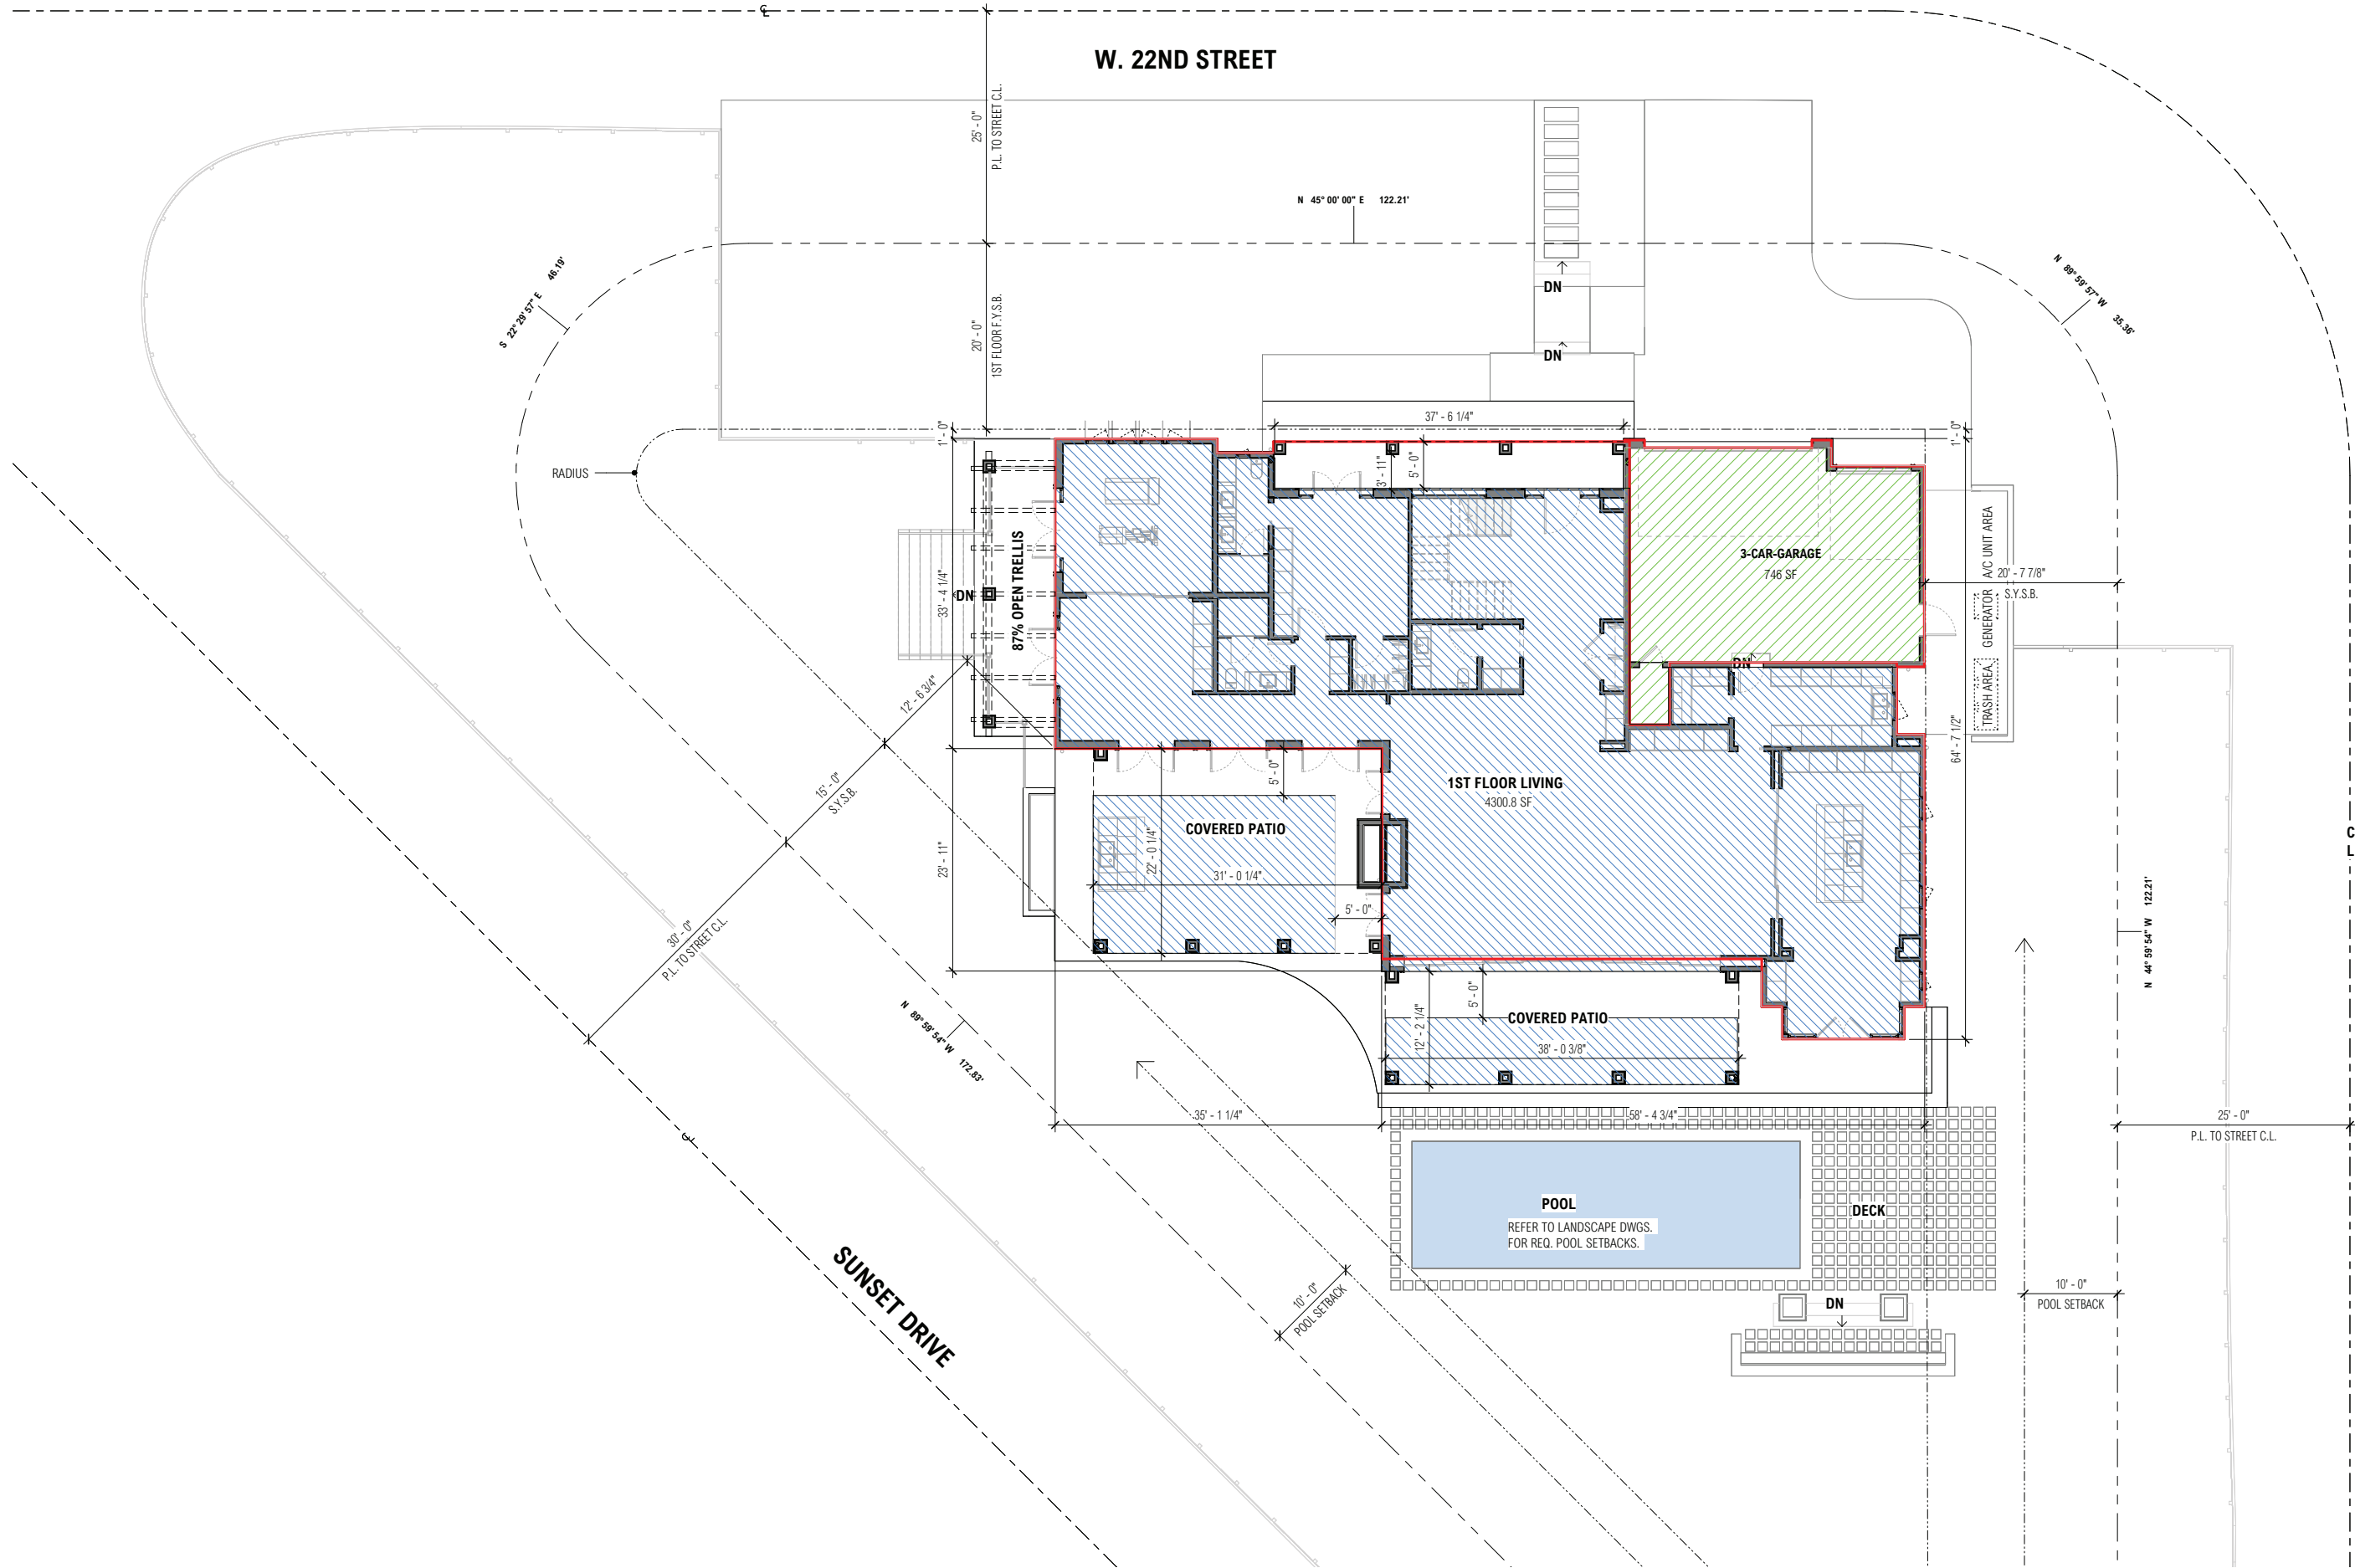 W. 22ND STREET
25' - 0"
P.L. TO STREET C.L.
N 45° 00' 00" E 122.21'
S 22° 29' 57" E 46.19'
N 89° 59' 57" W 35.36'
DN
20' - 0"
1ST FLOOR F.Y.S.B.
DN
37' - 6 1/4"
1' - 0"
1' - 0"
3' - 11"
5' - 0"
RADIUS
87% OPEN TRELLIS
DN
33' - 4 1/4"
3-CAR-GARAGE
746 SF
GENERATOR A/C UNIT AREA
20' - 7 7/8"
S.Y.S.B.
DN
TRASH AREA
64' - 7 1/2"
12' - 6 3/4"
15' - 0"
S.Y.S.B.
5' - 0"
1ST FLOOR LIVING
4300.8 SF
COVERED PATIO
22' - 0 1/4"
23' - 11"
31' - 0 1/4"
5' - 0"
C
L
30' - 0"
P.L. TO STREET C.L.
N 44° 59' 54" W 122.21'
5' - 0"
COVERED PATIO
12' - 2 1/4"
38' - 0 3/8"
N 89° 59' 54" W 172.83'
35' - 1 1/4"
58' - 4 3/4"
25' - 0"
P.L. TO STREET C.L.
POOL
REFER TO LANDSCAPE DWGS.
FOR REQ. POOL SETBACKS.
DECK
SUNSET DRIVE
10' - 0"
POOL SETBACK
DN
10' - 0"
POOL SETBACK